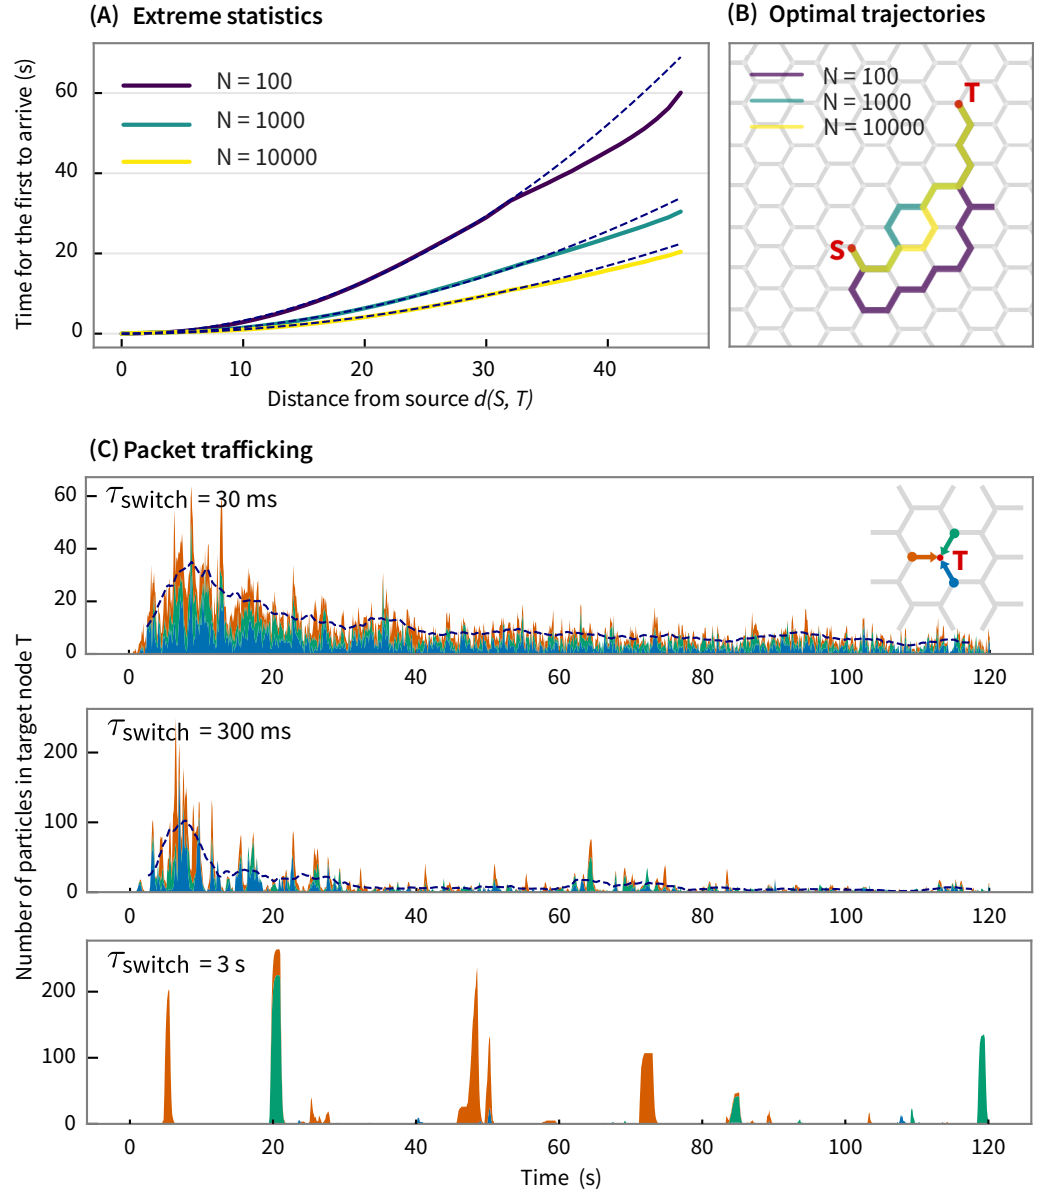 (A) Extreme statistics
Time for the first to arrive (s)
60
40
20
0
N = 100
N = 1000
N = 10000
0 10 20 30 40
Distance from source d(S, T)
(B) Optimal trajectories
N = 100
N = 1000
N = 10000
T
S
(C) Packet trafficking
Number of particles in target node T
60
40
20
0
τswitch = 30 ms
T
0 20 40 60 80 100 120
200
100
0
τswitch = 300 ms
0 20 40 60 80 100 120
200
100
0
τswitch = 3 s
0 20 40 60 80 100 120
Time (s)